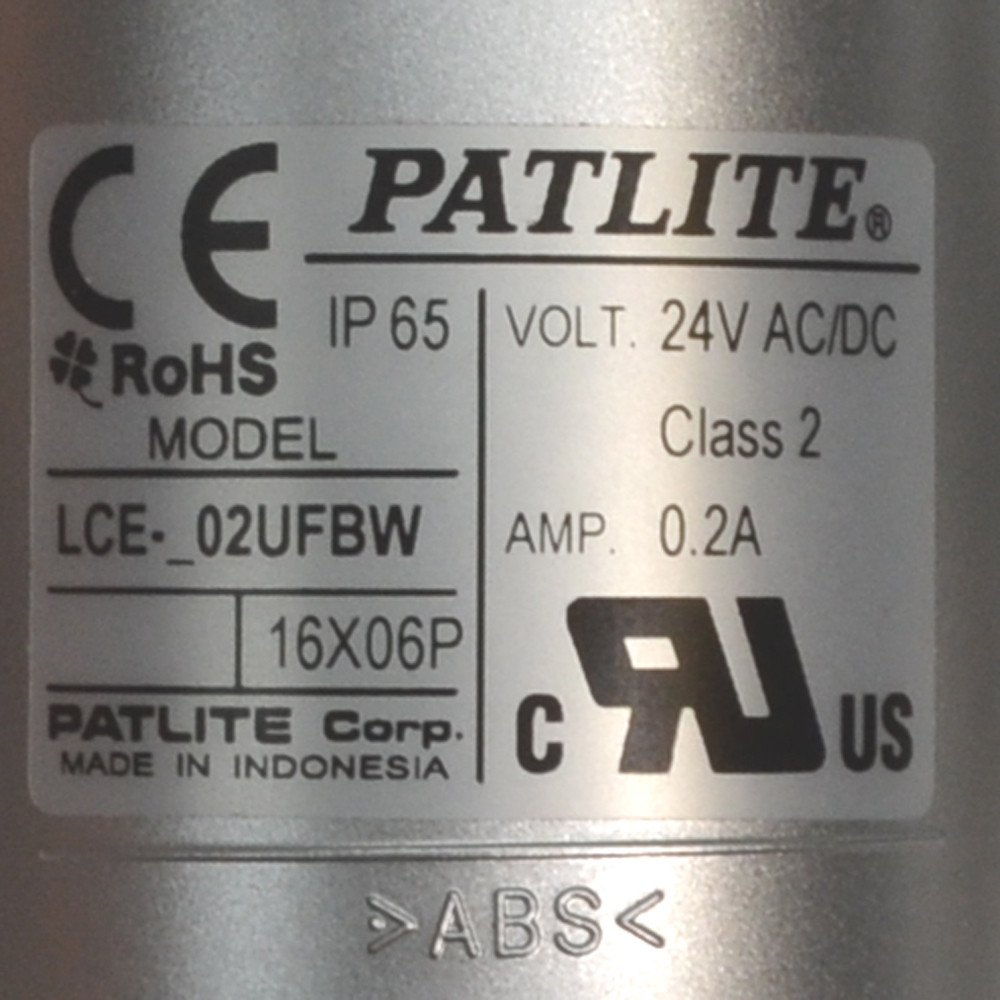 CE PATLITE®
RoHS
IP 65
MODEL
LCE-_02UFBW
16X06P
PATLITE Corp.
MADE IN INDONESIA
VOLT. 24V AC/DC
Class 2
AMP. 0.2A
C RU US
>ABS<